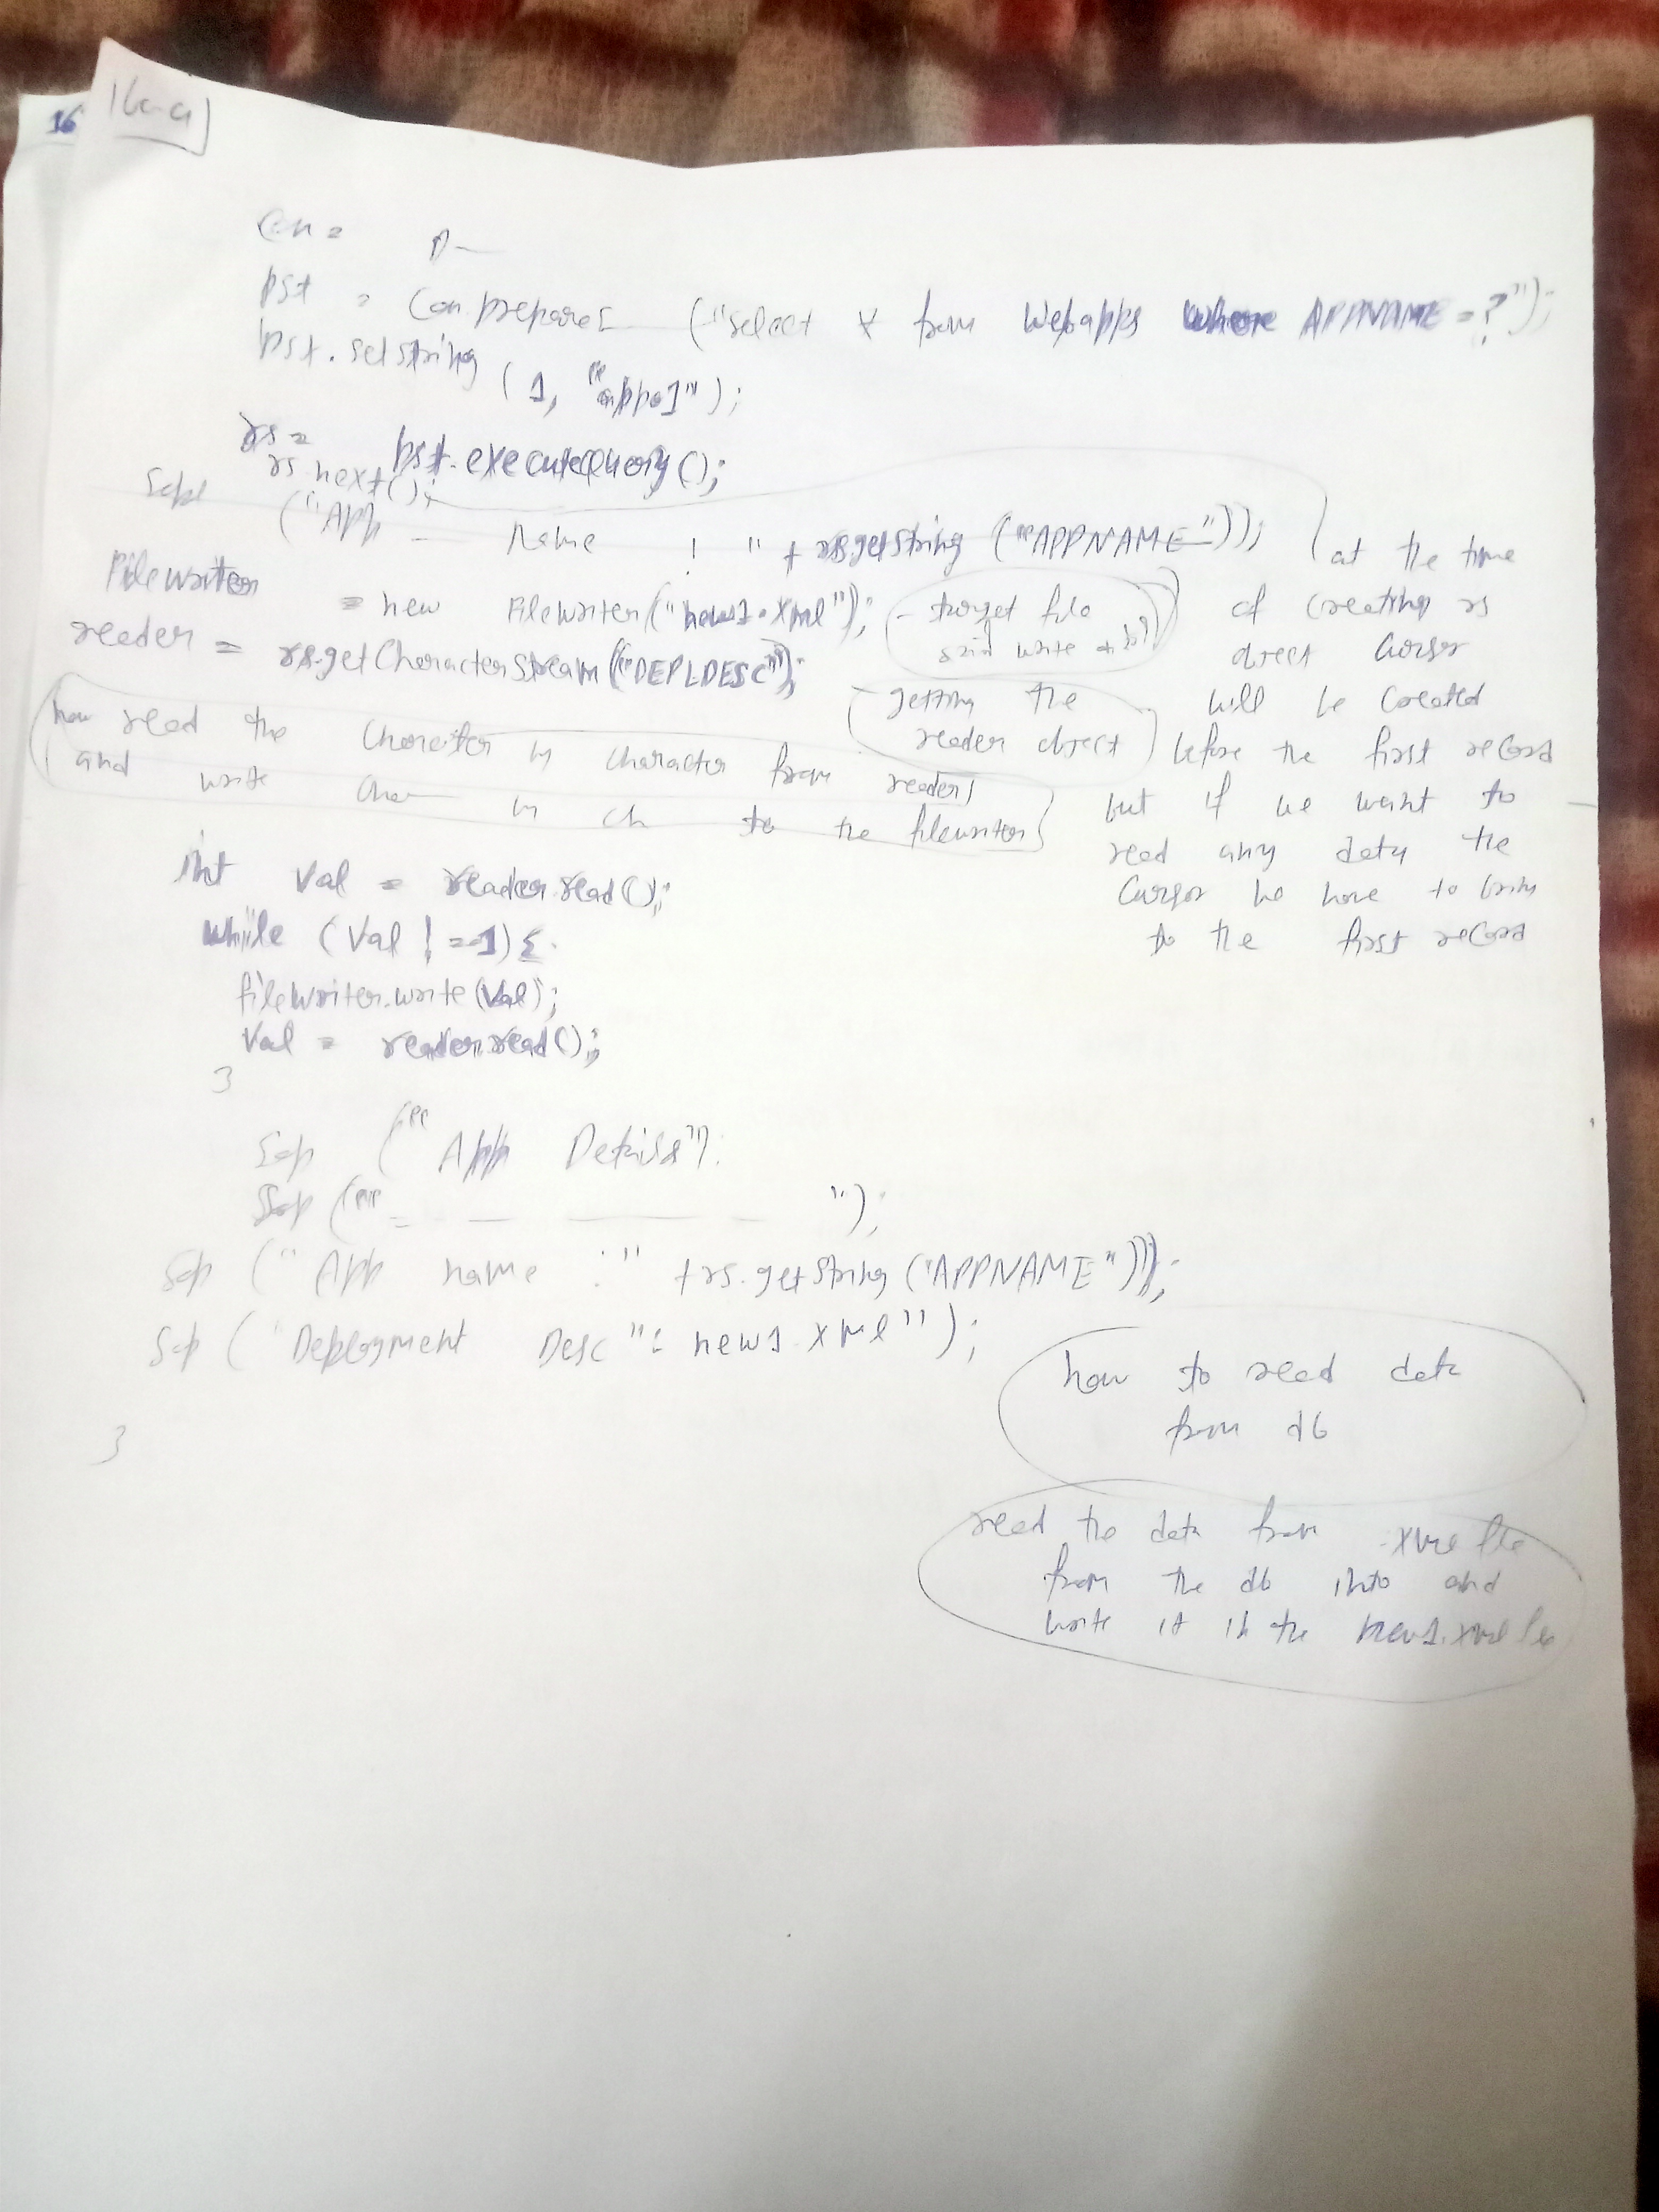 16
16-a
con = D
pst = con.prepareS ("select * from webapps where APPNAME=?");
pst.setString (1, "app01");
rs = pst.executeQuery();
rs next();
Sopl ("App Name : " + rs.getString ("APPNAME"));
FileWriter = new FileWriter("new1.xml"); - target file
write
reader = rs.getCharacterStream("DEPLDESC");
getting the
reader object
at the time
of creating rs
object cursor
will be created
before the first record
but if we want to
read any data the
cursor we have to bring
to the first record
now read the character by character from reader
and write cha by ch to the filewriter
int val = reader.read();
while (val != -1) {
filewriter.write(val);
val = reader.read();
}
Sop ("App Details").
Sop ("= - — — - ");
Sop ("App name :" + rs.getString ("APPNAME"));
Sop ("Deployment Desc": new1.xml");
}
how to read data
from db
read the data from .xml file
from the db into and
write it in the new1.xml file